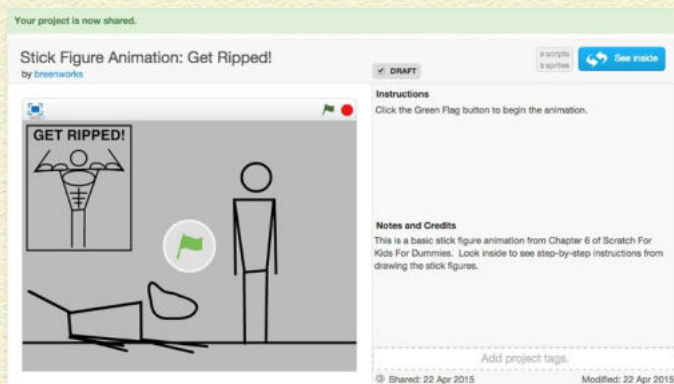 Your project is now shared.
Stick Figure Animation: Get Ripped!
by breenworks
DRAFT
scripts
sprites
See inside
Instructions
Click the Green Flag button to begin the animation.
GET RIPPED!
Notes and Credits
This is a basic stick figure animation from Chapter 6 of Scratch For
Kids For Dummies. Look inside to see step-by-step instructions from
drawing the stick figures.
Add project tags.
Shared: 22 Apr 2015
Modified: 22 Apr 2015